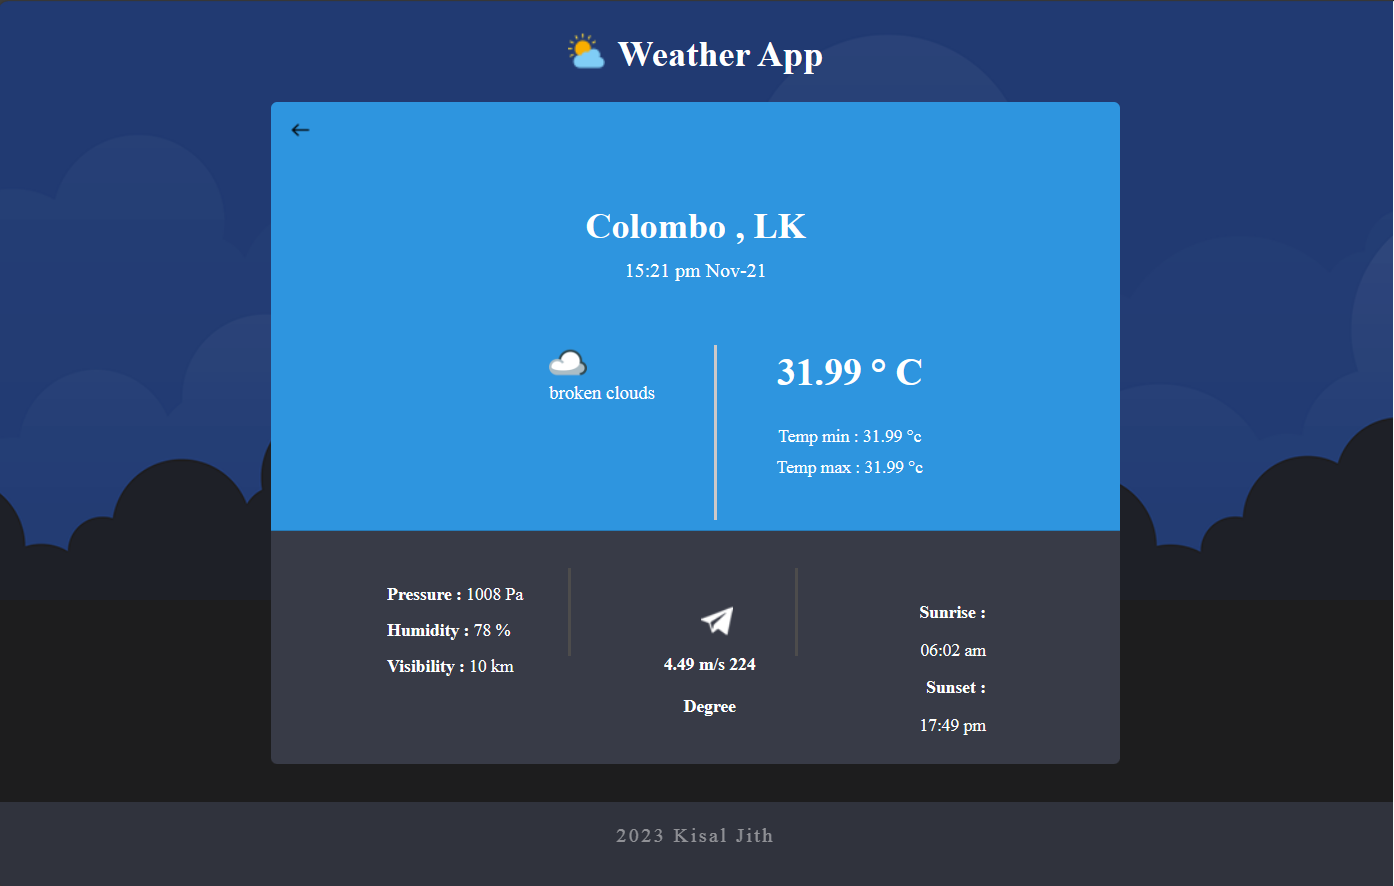 Weather App
Colombo , LK
15:21 pm Nov-21
broken clouds
31.99 ° C
Temp min : 31.99 °c
Temp max : 31.99 °c
Pressure : 1008 Pa
Humidity : 78 %
Visibility : 10 km
4.49 m/s 224
Degree
Sunrise :
06:02 am
Sunset :
17:49 pm
2023 Kisal Jith